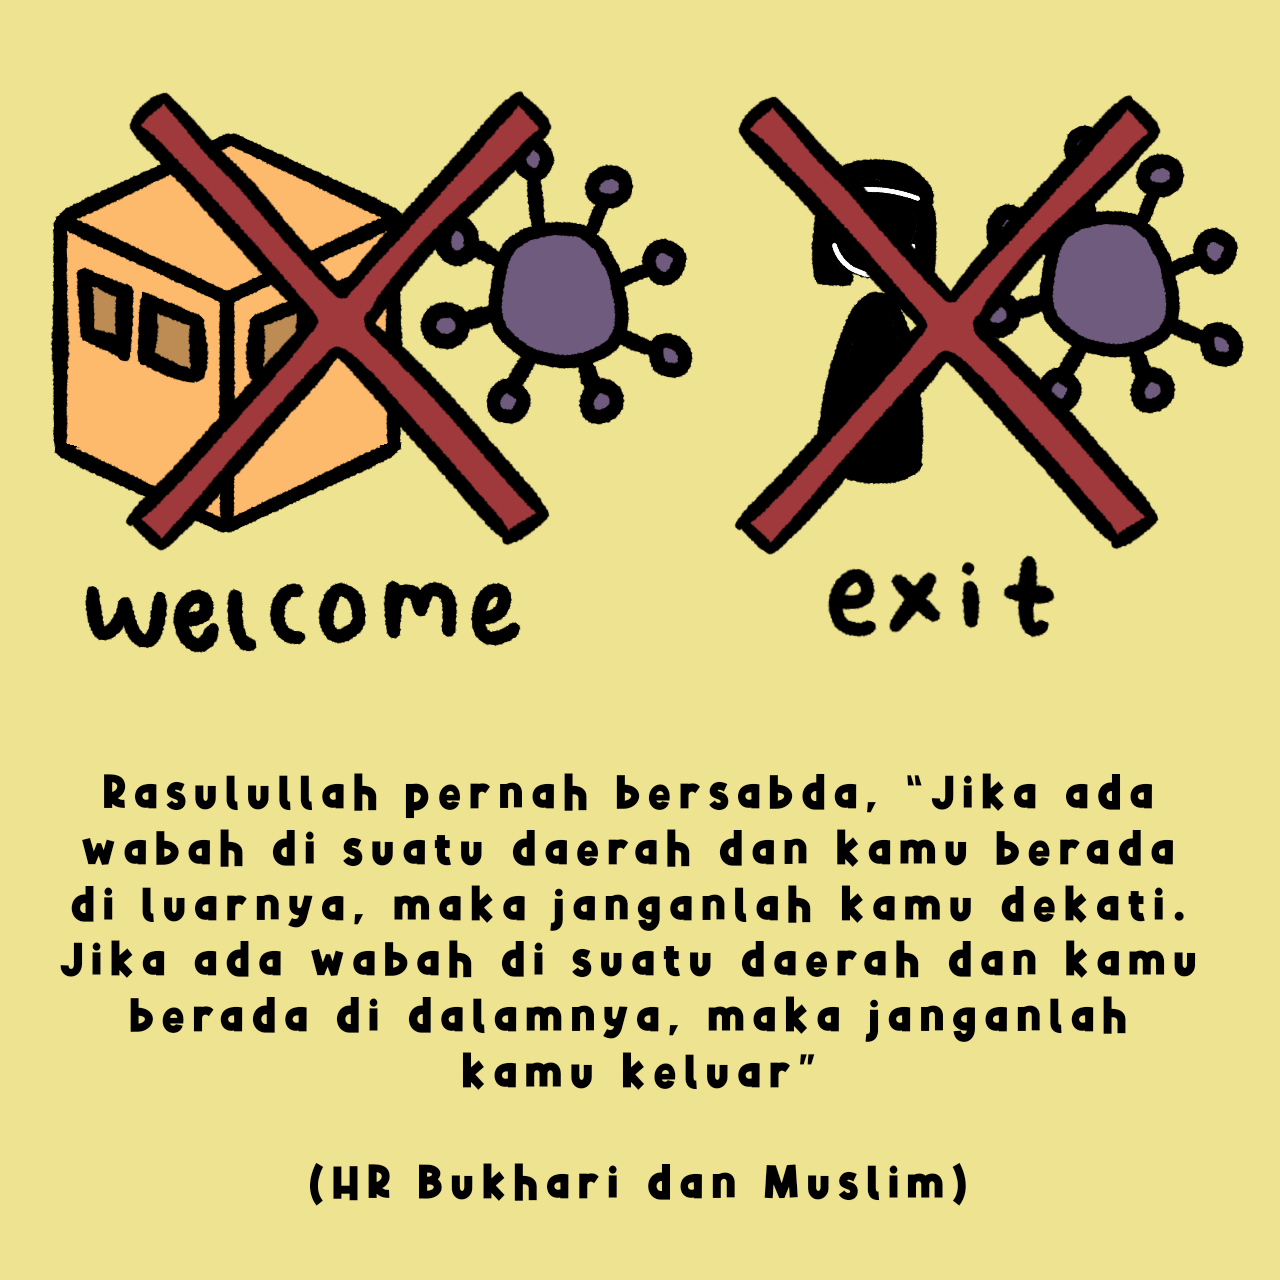 welcome
exit
Rasulullah pernah bersabda, “Jika ada
wabah di suatu daerah dan kamu berada
di luarnya, maka janganlah kamu dekati.
Jika ada wabah di suatu daerah dan kamu
berada di dalamnya, maka janganlah
kamu keluar”
(HR Bukhari dan Muslim)